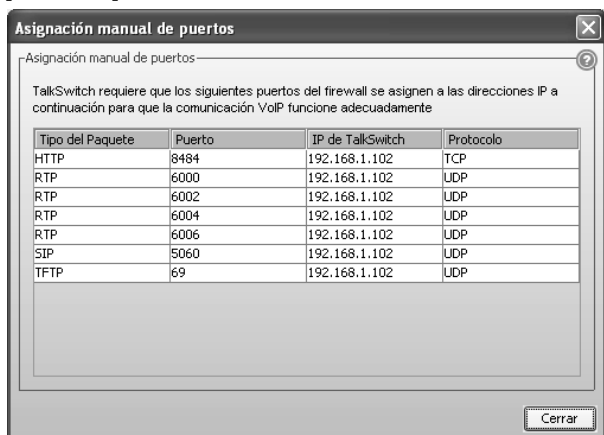 Asignación manual de puertos
Asignación manual de puertos
TalkSwitch requiere que los siguientes puertos del firewall se asignen a las direcciones IP a
continuación para que la comunicación VoIP funcione adecuadamente
Tipo del Paquete Puerto IP de TalkSwitch Protocolo
HTTP 8484 192.168.1.102 TCP
RTP 6000 192.168.1.102 UDP
RTP 6002 192.168.1.102 UDP
RTP 6004 192.168.1.102 UDP
RTP 6006 192.168.1.102 UDP
SIP 5060 192.168.1.102 UDP
TFTP 69 192.168.1.102 UDP
Cerrar